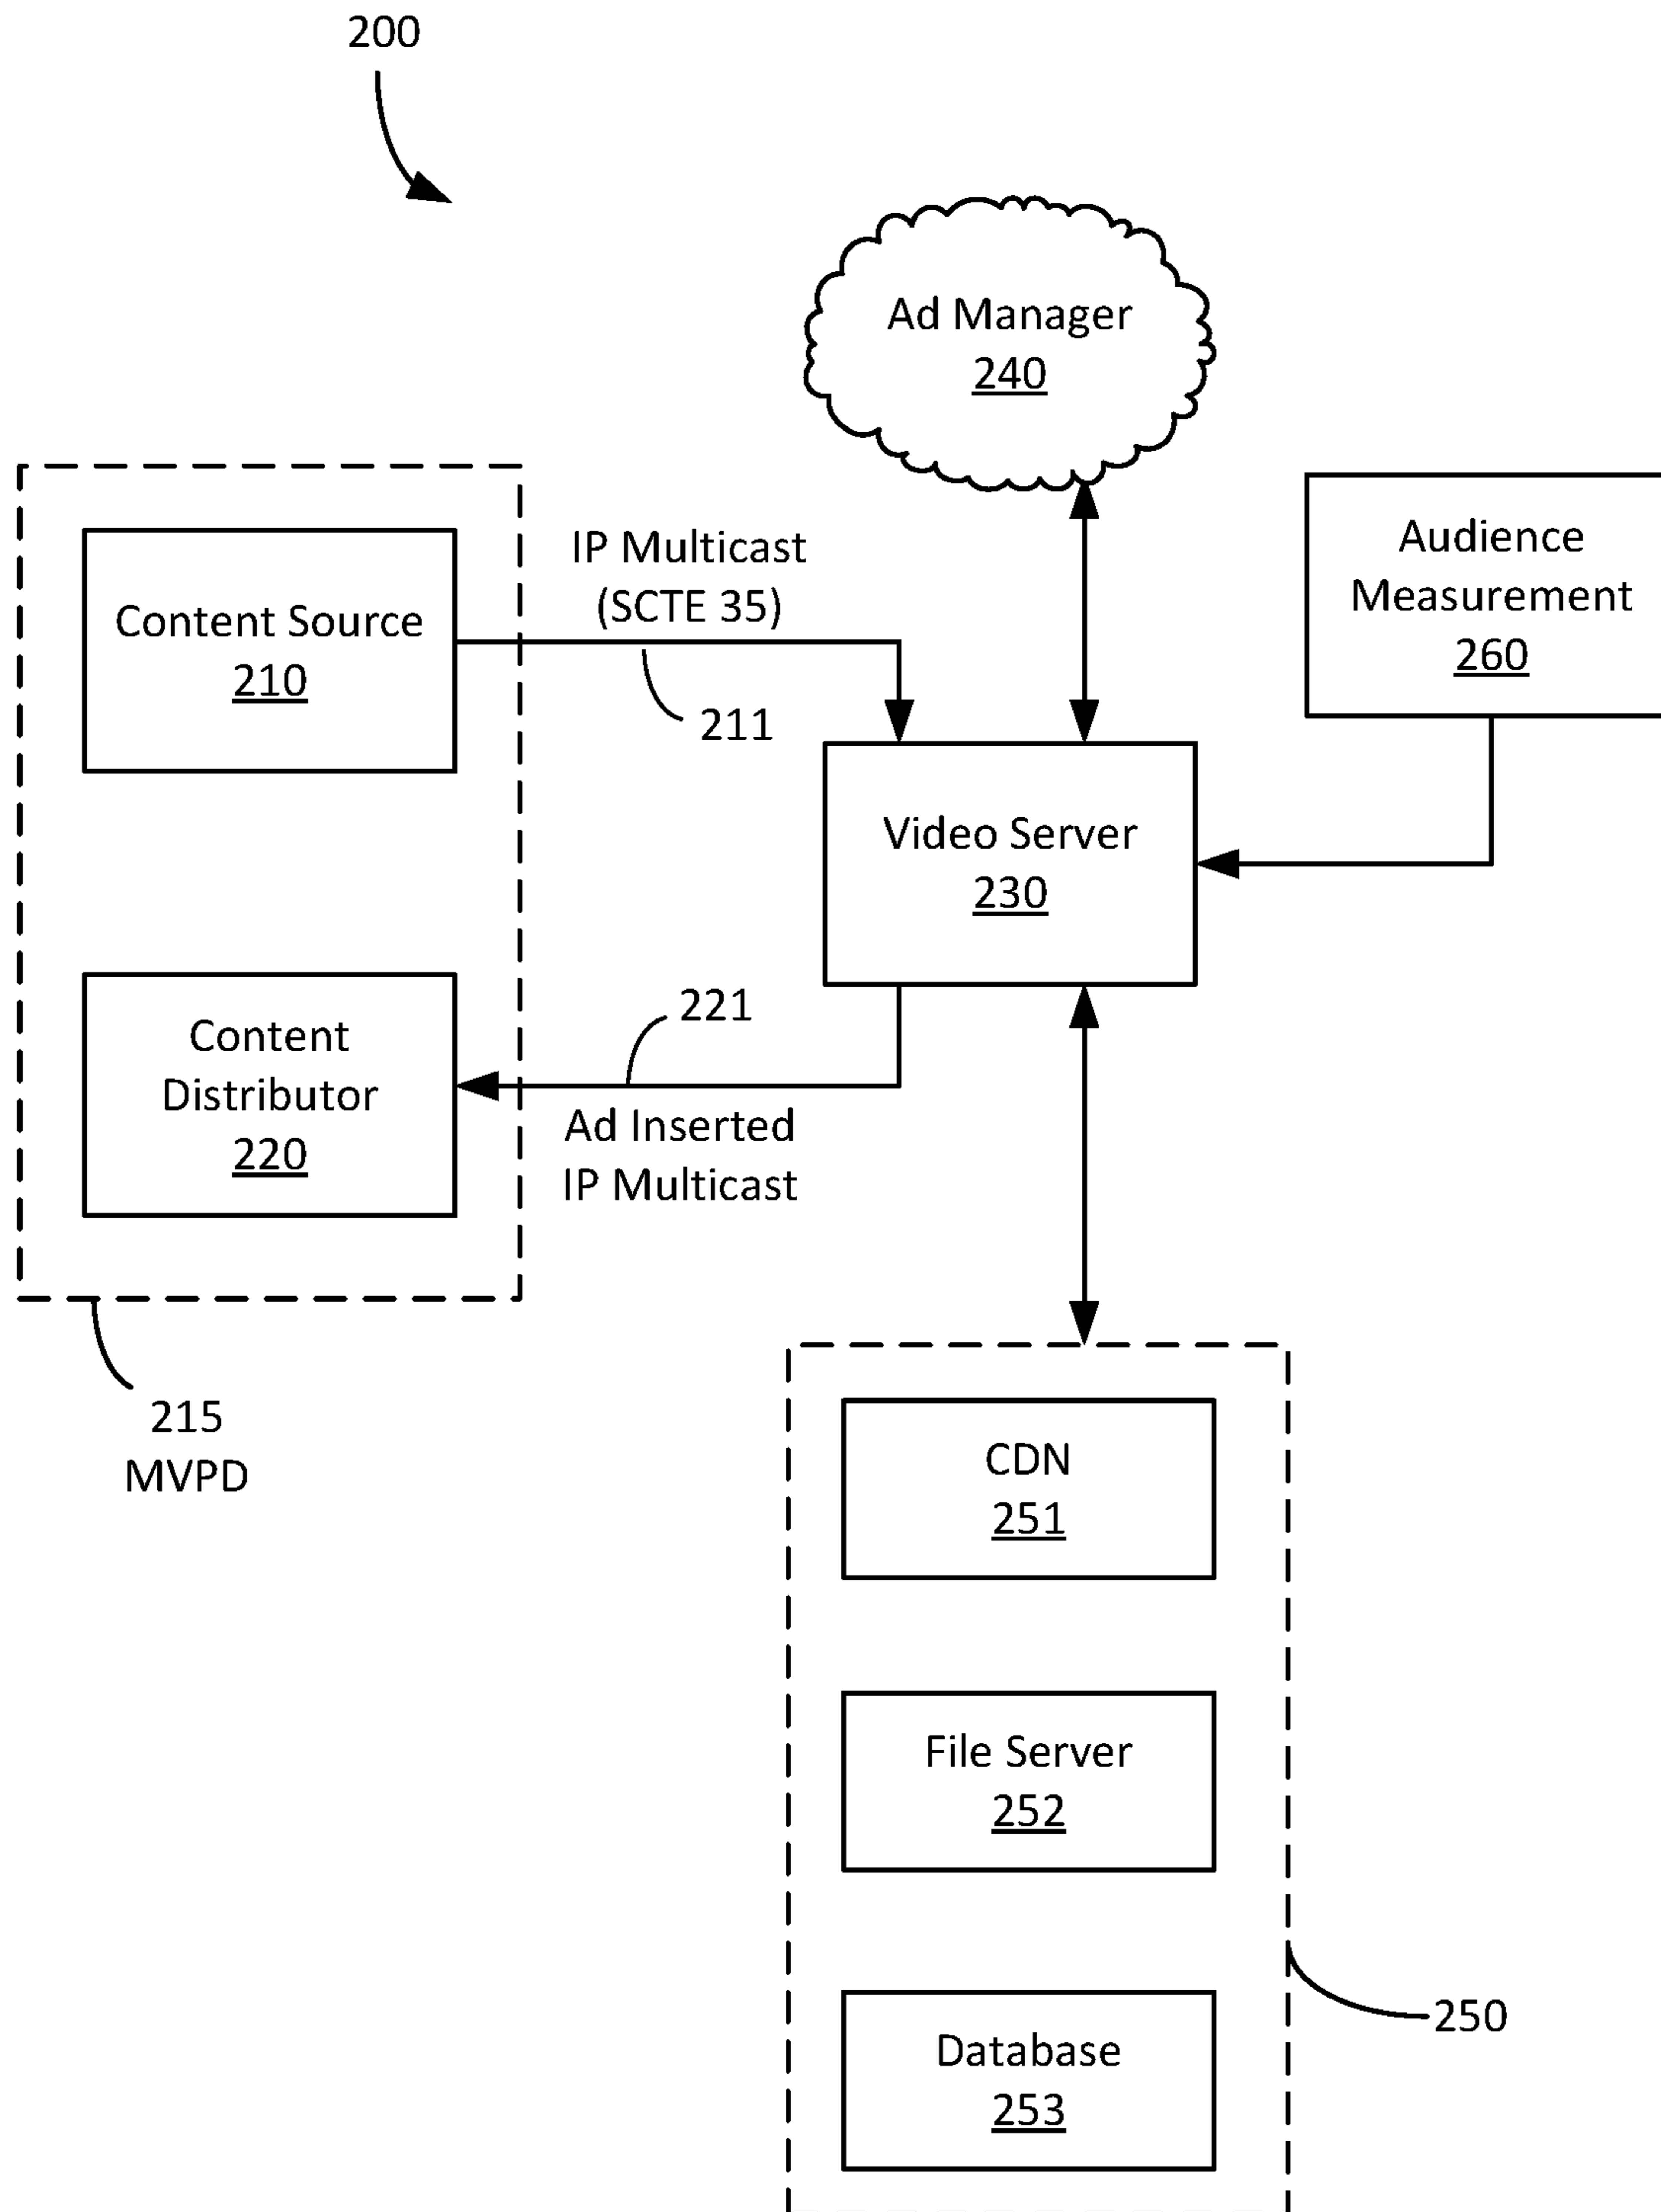 200
Ad Manager
240
Audience
Measurement
260
Content Source
210
IP Multicast
(SCTE 35)
211
Video Server
230
Content
Distributor
220
221
Ad Inserted
IP Multicast
215
MVPD
CDN
251
File Server
252
250
Database
253